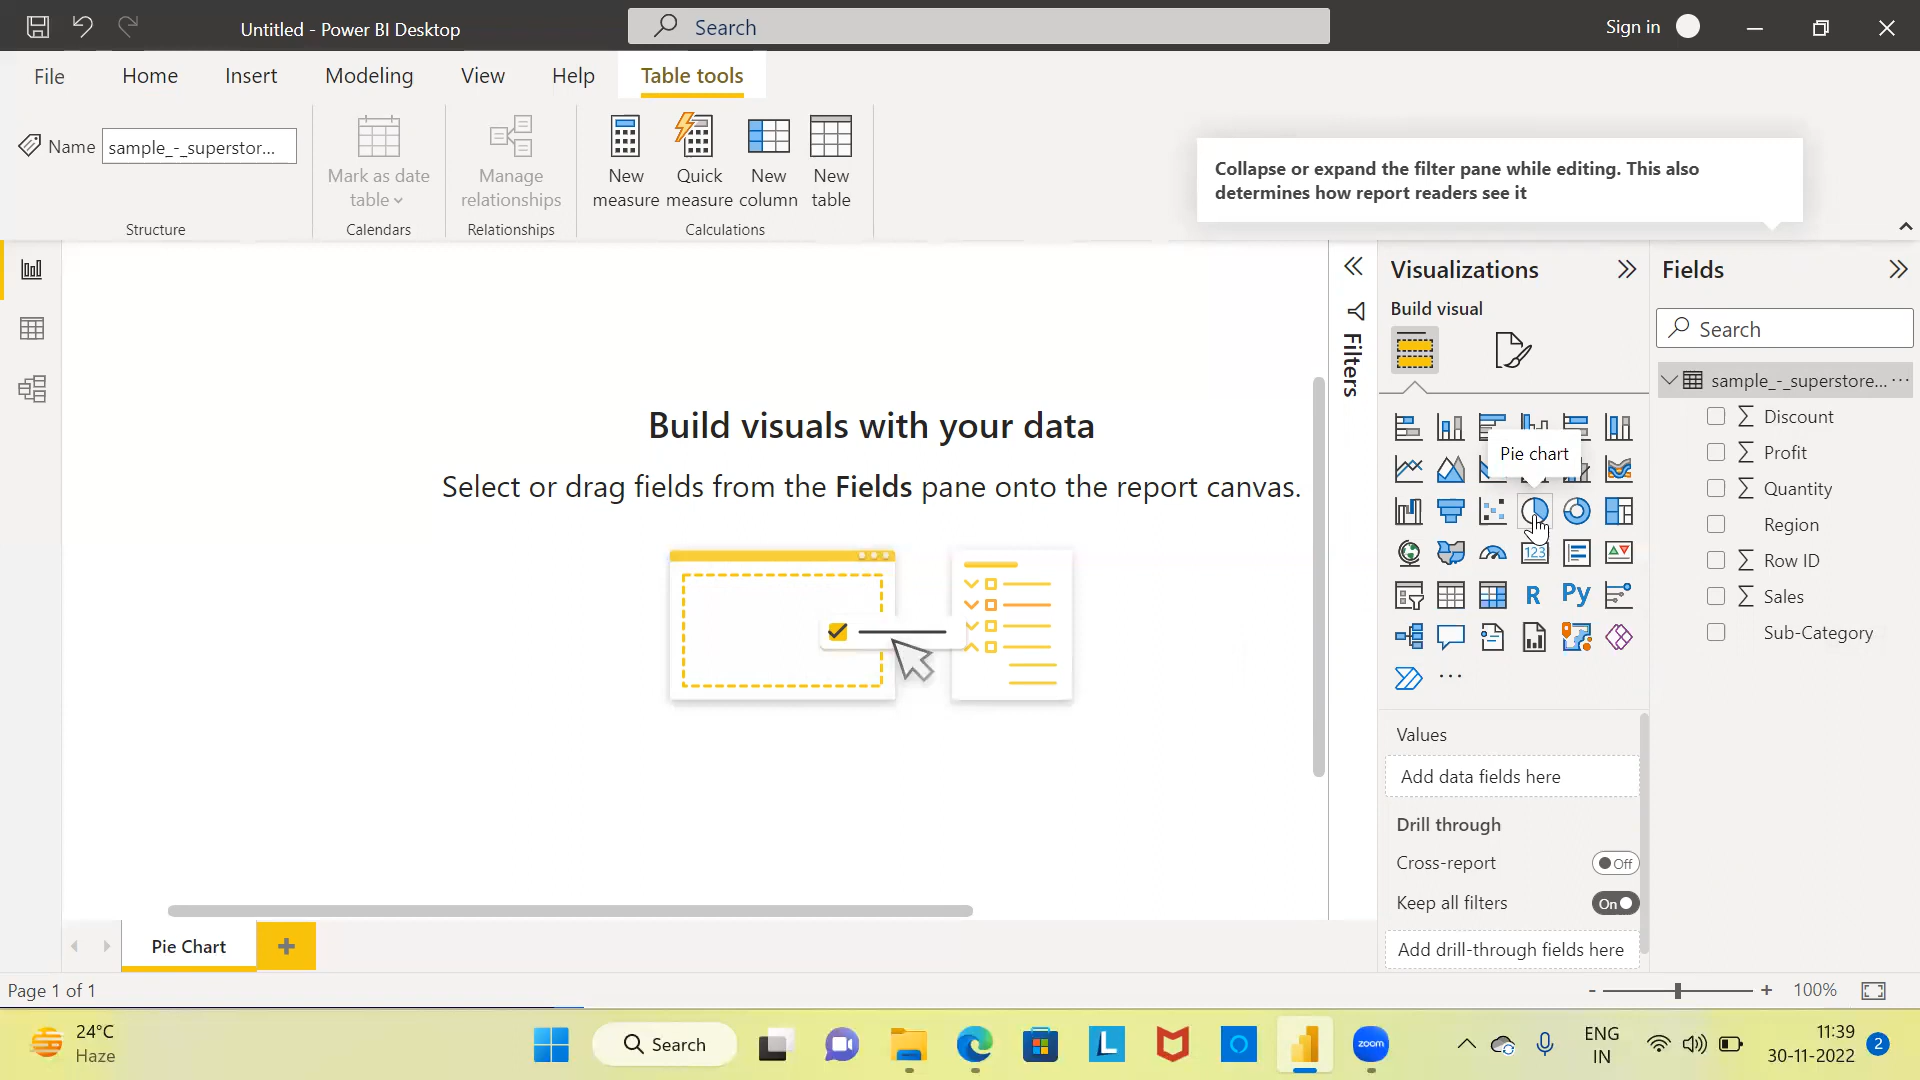 Untitled - Power BI Desktop
Search
Sign in
File
Home
Insert
Modeling
View
Help
Table tools
Name
sample_-_superstor...
Mark as date
table
Manage
relationships
New
measure
Quick
measure
New
column
New
table
Structure
Calendars
Relationships
Calculations
Collapse or expand the filter pane while editing. This also
determines how report readers see it
Build visuals with your data
Select or drag fields from the Fields pane onto the report canvas.
Filters
Visualizations
Build visual
Pie chart
123
R
Py
Values
Add data fields here
Drill through
Cross-report
Off
Keep all filters
On
Add drill-through fields here
Fields
Search
sample_-_superstore...
Discount
Profit
Quantity
Region
Row ID
Sales
Sub-Category
Pie Chart
Page 1 of 1
100%
24°C
Haze
Search
L
zoom
ENG
IN
11:39
30-11-2022
2